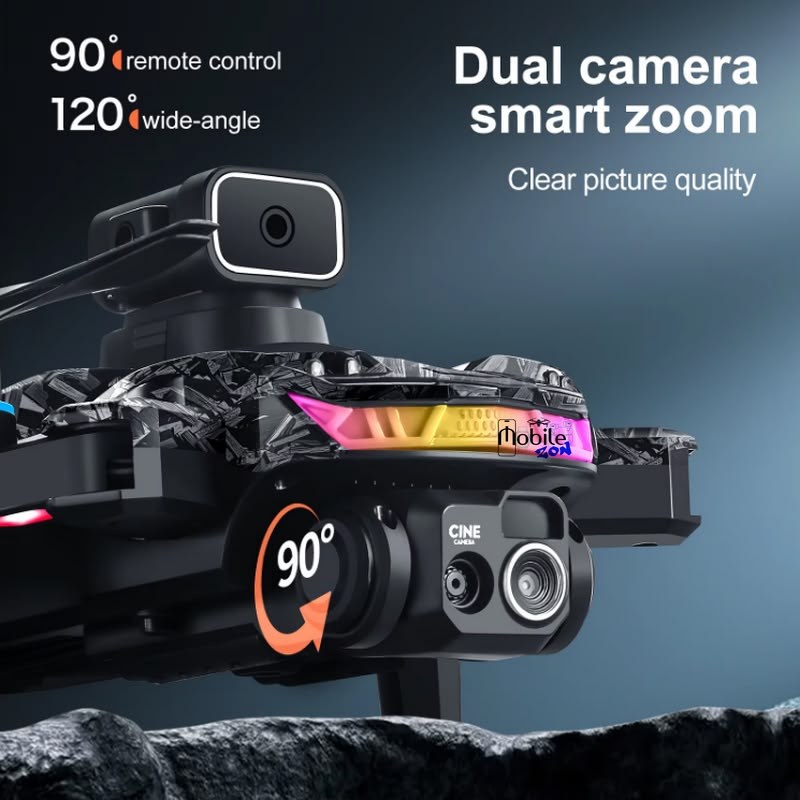 90° remote control
120° wide-angle
Dual camera
smart zoom
Clear picture quality
Mobile
ZON
CINE
CAMERA
90°